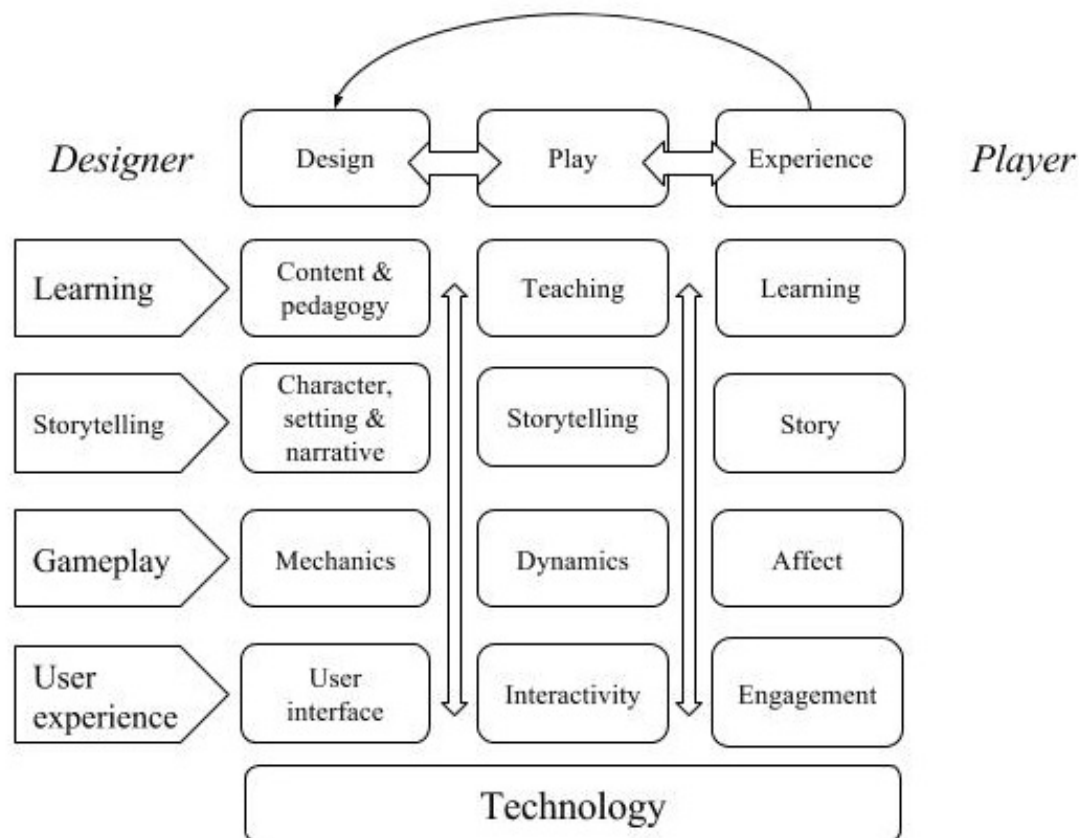 Designer
Design
Play
Experience
Player
Learning
Content &
pedagogy
Teaching
Learning
Storytelling
Character,
setting &
narrative
Storytelling
Story
Gameplay
Mechanics
Dynamics
Affect
User
experience
User
interface
Interactivity
Engagement
Technology